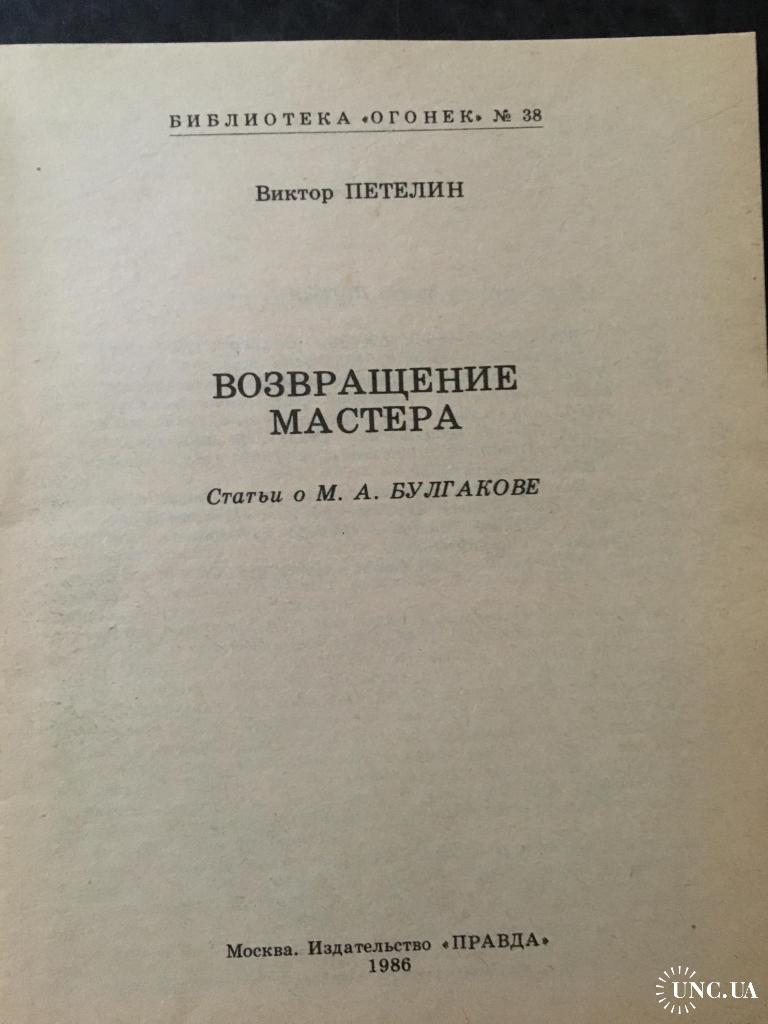 БИБЛИОТЕКА «ОГОНЕК» № 38
Виктор ПЕТЕЛИН
ВОЗВРАЩЕНИЕ
МАСТЕРА
Статьи о М. А. БУЛГАКОВЕ
Москва. Издательство «ПРАВДА»
1986
UNC.UA